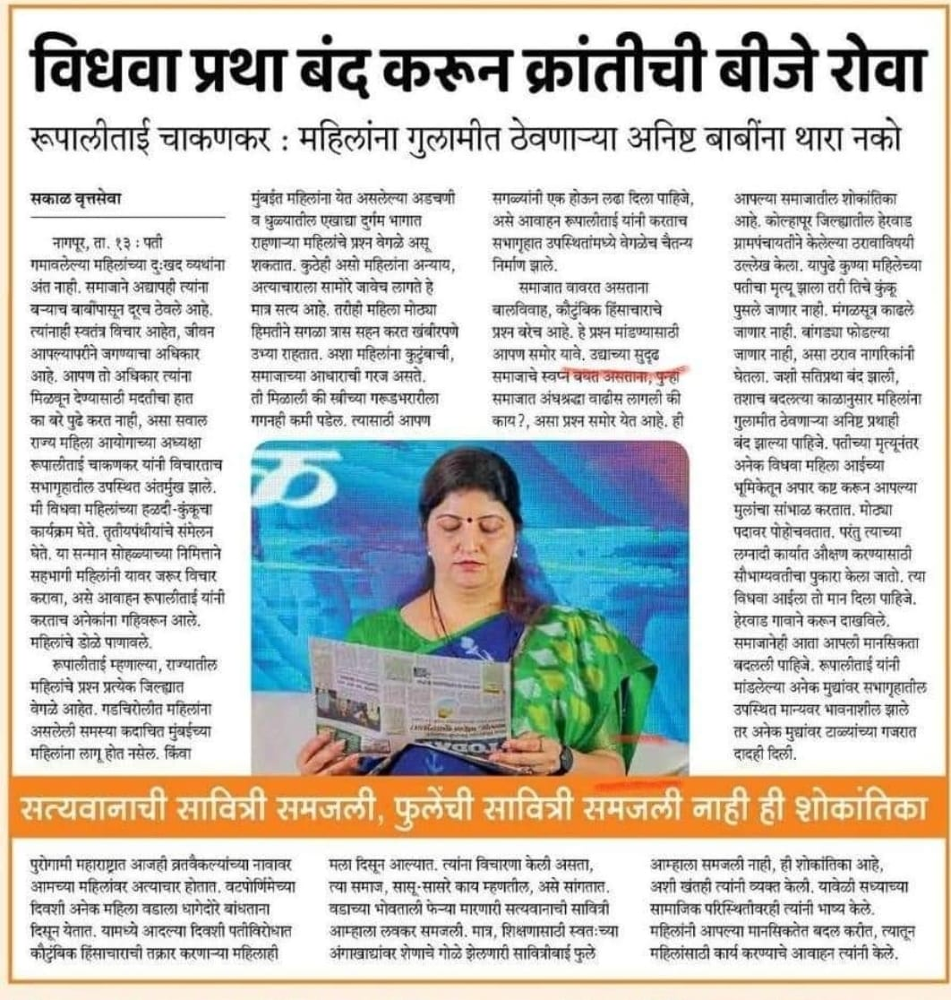 विधवा प्रथा बंद करून क्रांतीची बीजे रोवा
रूपालीताई चाकणकर : महिलांना गुलामीत ठेवणाऱ्या अनिष्ट बाबींना थारा नको
सकाळ वृत्तसेवा
नागपूर, ता. १३ : पती
गमावलेल्या महिलांच्या दुःखद व्यथांना
अंत नाही. समाजाने अद्यापही त्यांना
बऱ्याच बाबींपासून दूरच ठेवले आहे.
त्यांनाही स्वतंत्र विचार आहेत, जीवन
आपल्यापरीने जगण्याचा अधिकार
आहे. आपण तो अधिकार त्यांना
मिळवून देण्यासाठी मदतीचा हात
का बरे पुढे करत नाही, असा सवाल
राज्य महिला आयोगाच्या अध्यक्षा
रूपालीताई चाकणकर यांनी विचारताच
सभागृहातील उपस्थित अंतर्मुख झाले.
मी विधवा महिलांच्या हळदी-कुंकूचा
कार्यक्रम घेते. तृतीयपंथीयांचे संमेलन
घेते. या सन्मान सोहळ्याच्या निमित्ताने
सहभागी महिलांनी यावर जरूर विचार
करावा, असे आवाहन रूपालीताई यांनी
करताच अनेकांना गहिवरून आले.
महिलांचे डोळे पाणावले.
रूपालीताई म्हणाल्या, राज्यातील
महिलांचे प्रश्न प्रत्येक जिल्ह्यात
वेगळे आहेत. गडचिरोलीत महिलांना
असलेली समस्या कदाचित मुंबईच्या
महिलांना लागू होत नसेल. किंवा
मुंबईत महिलांना येत असलेल्या अडचणी
व धुळ्यातील एखाद्या दुर्गम भागात
राहणाऱ्या महिलांचे प्रश्न वेगळे असू
शकतात. कुठेही असो महिलांना अन्याय,
अत्याचाराला सामोरे जावेच लागते हे
मात्र सत्य आहे. तरीही महिला मोठ्या
हिमतीने सगळा त्रास सहन करत खंबीरपणे
उभ्या राहतात. अशा महिलांना कुटुंबाची,
समाजाच्या आधाराची गरज असते.
ती मिळाली की स्त्रीच्या गरूडभरारीला
गगनही कमी पडेल. त्यासाठी आपण
सगळ्यांनी एक होऊन लढा दिला पाहिजे,
असे आवाहन रूपालीताई यांनी करताच
सभागृहात उपस्थितांमध्ये वेगळेच चैतन्य
निर्माण झाले.
समाजात वावरत असताना
बालविवाह, कौटुंबिक हिंसाचाराचे
प्रश्न बरेच आहे. हे प्रश्न मांडण्यासाठी
आपण समोर यावे. उद्याच्या सुदृढ
समाजाचे स्वप्न बघत असताना, पुन्हा
समाजात अंधश्रद्धा वाढीस लागली की
काय?, असा प्रश्न समोर येत आहे. ही
आपल्या समाजातील शोकांतिका
आहे. कोल्हापूर जिल्ह्यातील हेरवाड
ग्रामपंचायतीने केलेल्या ठरावाविषयी
उल्लेख केला. यापुढे कुण्या महिलेच्या
पतीचा मृत्यू झाला तरी तिचे कुंकू
पुसले जाणार नाही. मंगळसूत्र काढले
जाणार नाही. बांगड्या फोडल्या
जाणार नाही, असा ठराव नागरिकांनी
घेतला. जशी सतिप्रथा बंद झाली,
तशाच बदलत्या काळानुसार महिलांना
गुलामीत ठेवणाऱ्या अनिष्ट प्रथाही
बंद झाल्या पाहिजे. पतीच्या मृत्यूनंतर
अनेक विधवा महिला आईच्या
भूमिकेतून अपार कष्ट करून आपल्या
मुलांचा सांभाळ करतात. मोठ्या
पदावर पोहोचवतात. परंतु त्याच्या
लग्नादी कार्यात औक्षण करण्यासाठी
सौभाग्यवतीचा पुकारा केला जातो. त्या
विधवा आईला तो मान दिला पाहिजे.
हेरवाड गावाने करून दाखविले.
समाजानेही आता आपली मानसिकता
बदलली पाहिजे. रूपालीताई यांनी
मांडलेल्या अनेक मुद्यांवर सभागृहातील
उपस्थित मान्यवर भावनाशील झाले
तर अनेक मुद्यांवर टाळ्यांच्या गजरात
दादही दिली.
ळ
TODAY
सत्यवानाची सावित्री समजली, फुलेंची सावित्री समजली नाही ही शोकांतिका
पुरोगामी महाराष्ट्रात आजही व्रतवैकल्यांच्या नावावर
आमच्या महिलांवर अत्याचार होतात. वटपोर्णिमेच्या
दिवशी अनेक महिला वडाला धागेदोरे बांधताना
दिसून येतात. यामध्ये आदल्या दिवशी पतीविरोधात
कौटुंबिक हिंसाचाराची तक्रार करणाऱ्या महिलाही
मला दिसून आल्यात. त्यांना विचारणा केली असता,
त्या समाज, सासू-सासरे काय म्हणतील, असे सांगतात.
वडाच्या भोवताली फेऱ्या मारणारी सत्यवानाची सावित्री
आम्हाला लवकर समजली. मात्र, शिक्षणासाठी स्वतःच्या
अंगाखाद्यांवर शेणाचे गोळे झेलणारी सावित्रीबाई फुले
आम्हाला समजली नाही, ही शोकांतिका आहे,
अशी खंतही त्यांनी व्यक्त केली. यावेळी सध्याच्या
सामाजिक परिस्थितीवरही त्यांनी भाष्य केले.
महिलांनी आपल्या मानसिकतेत बदल करीत, त्यातून
महिलांसाठी कार्य करण्याचे आवाहन त्यांनी केले.